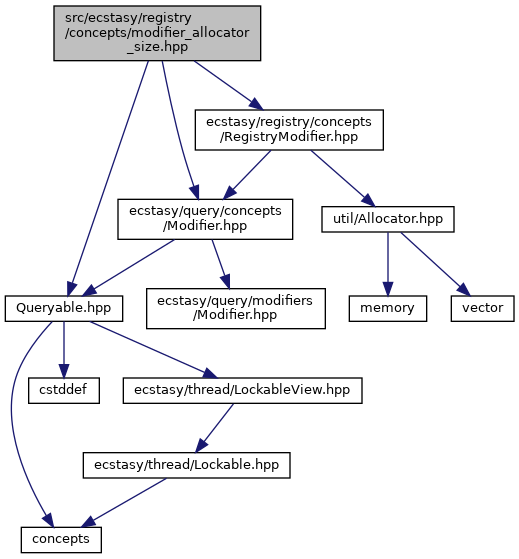 src/ecstasy/registry
/concepts/modifier_allocator
_size.hpp
ecstasy/registry/concepts
/RegistryModifier.hpp
ecstasy/query/concepts
/Modifier.hpp
util/Allocator.hpp
Queryable.hpp
ecstasy/query/modifiers
/Modifier.hpp
memory
vector
cstddef
ecstasy/thread/LockableView.hpp
ecstasy/thread/Lockable.hpp
concepts